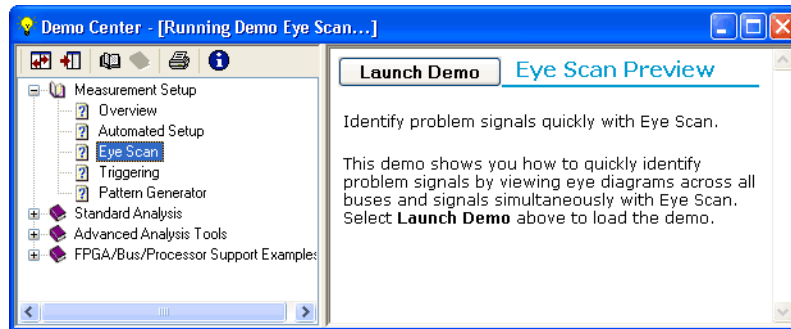 Demo Center - [Running Demo Eye Scan...]
Measurement Setup
Overview
Automated Setup
Eye Scan
Triggering
Pattern Generator
Standard Analysis
Advanced Analysis Tools
FPGA/Bus/Processor Support Examples
Launch Demo
Eye Scan Preview
Identify problem signals quickly with Eye Scan.
This demo shows you how to quickly identify
problem signals by viewing eye diagrams across all
buses and signals simultaneously with Eye Scan.
Select Launch Demo above to load the demo.